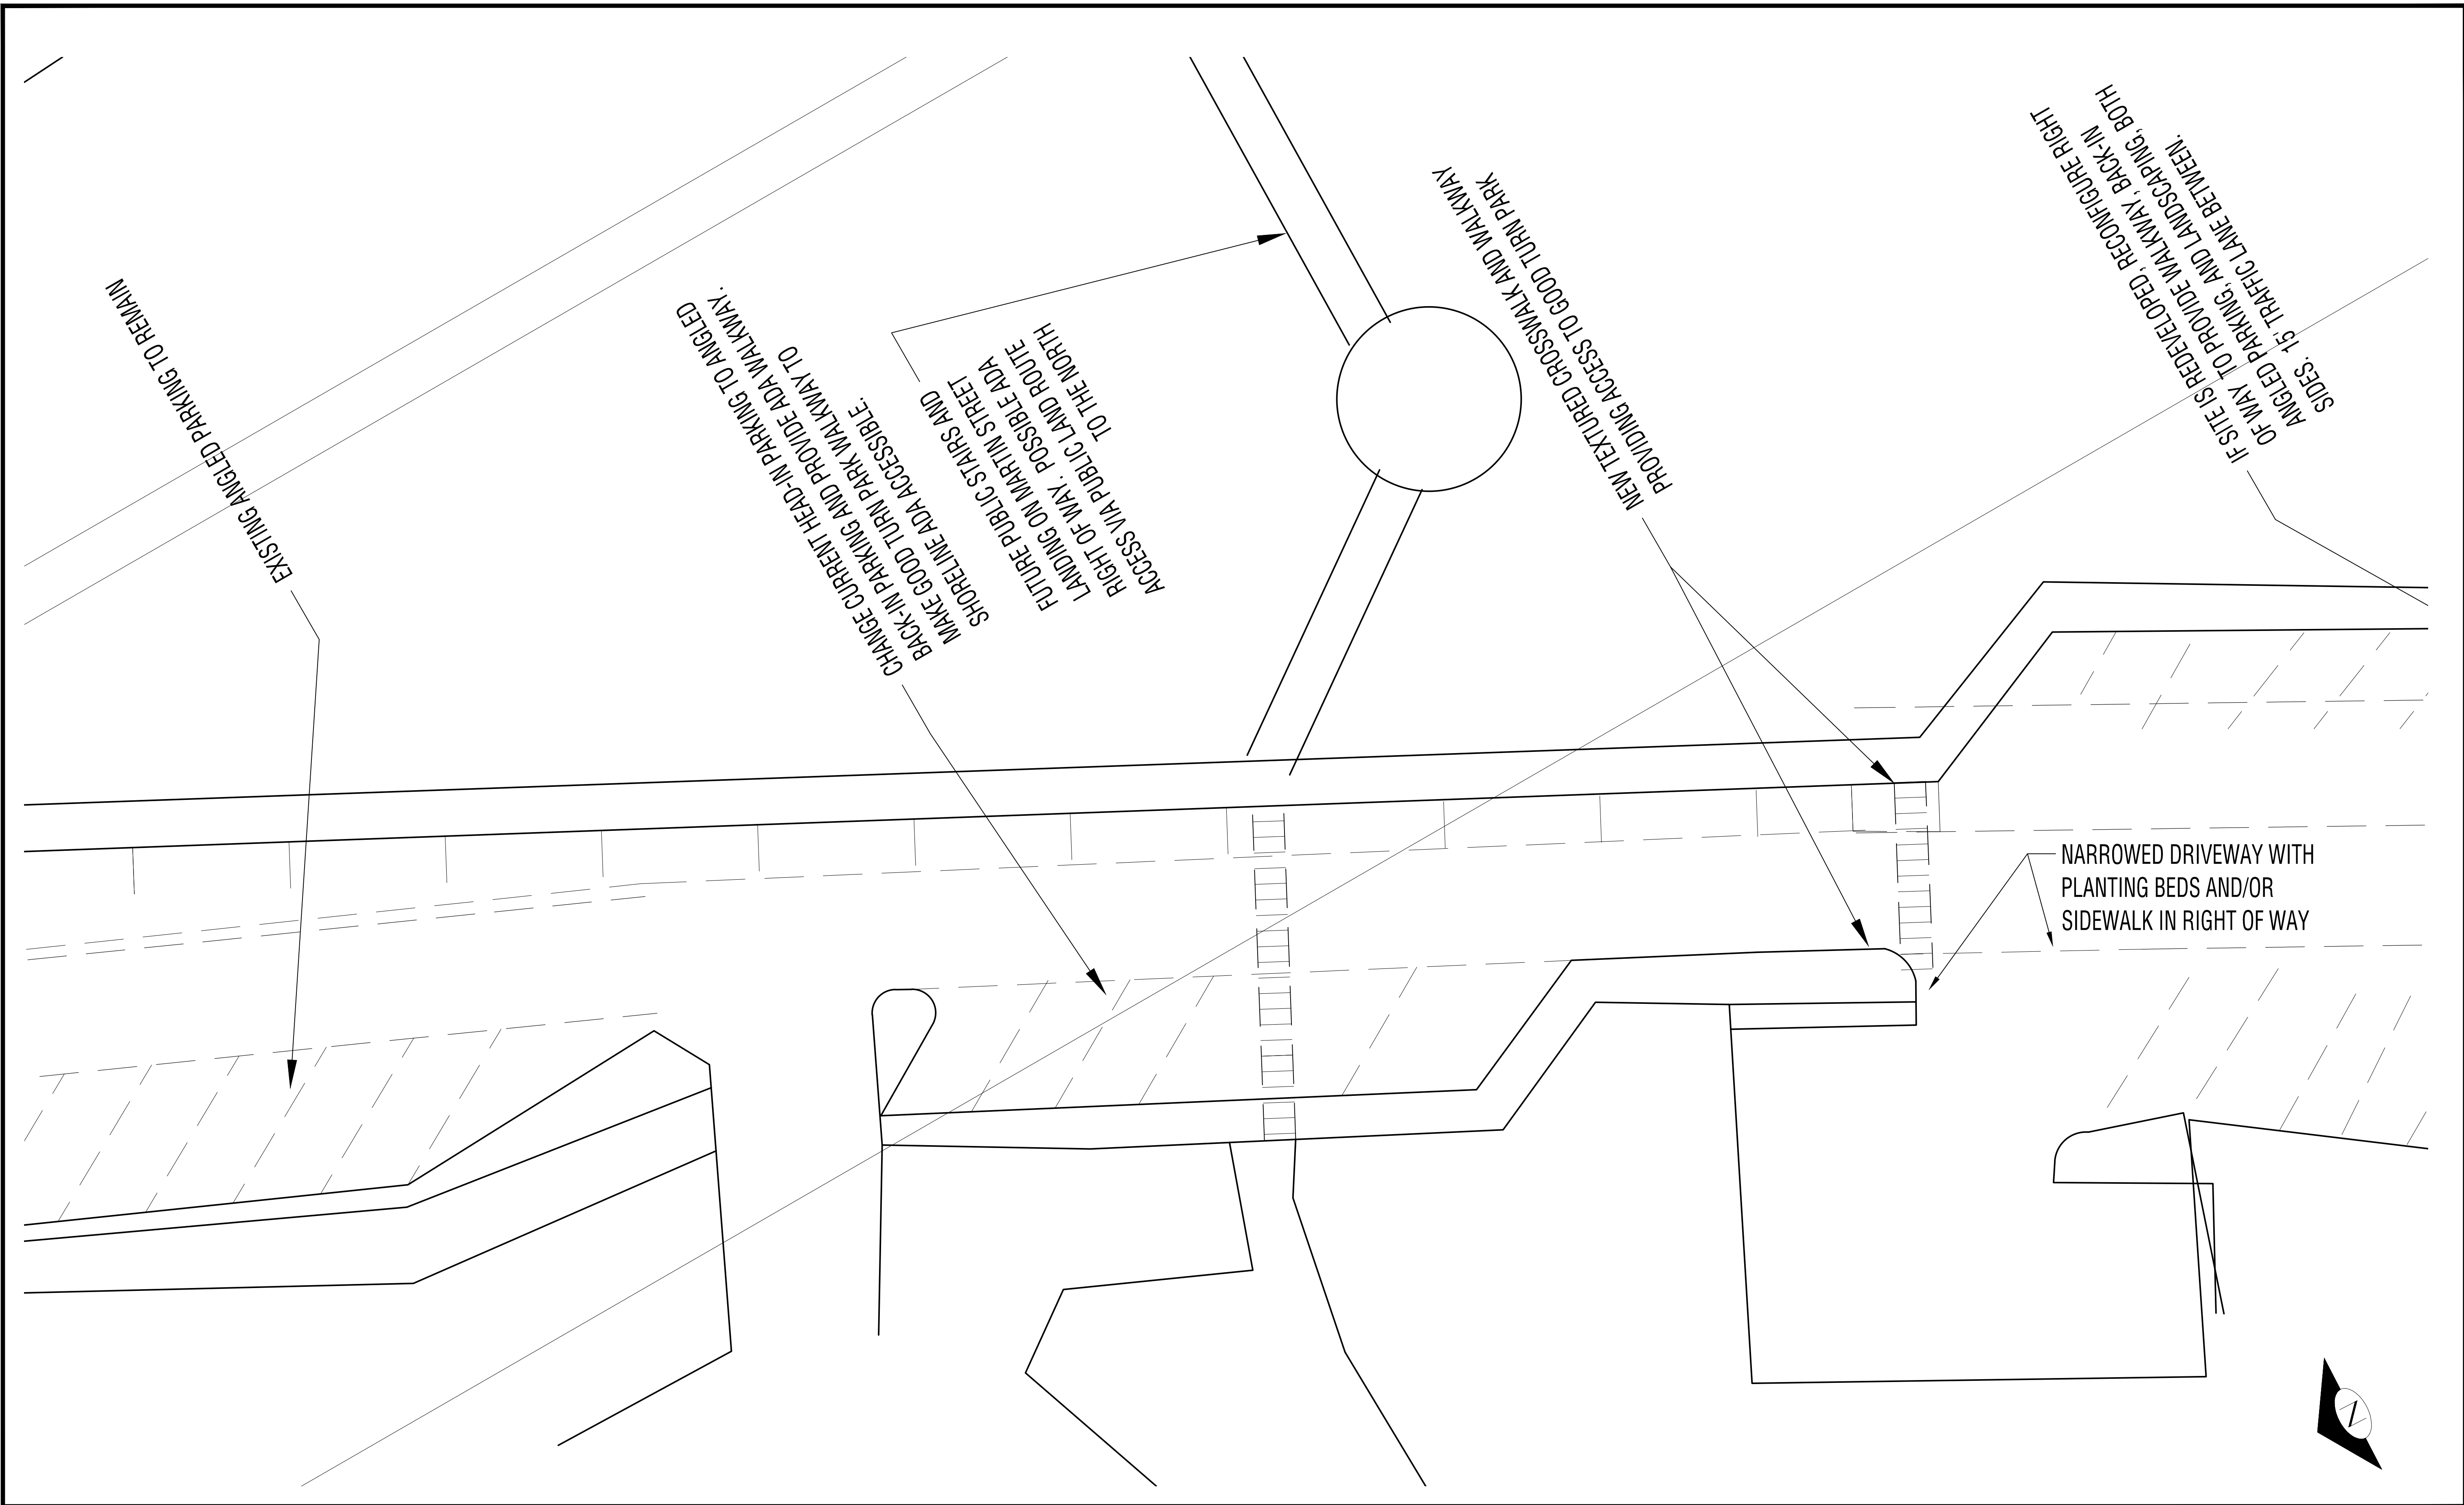 EXISTING ANGLED PARKING TO REMAIN
CHANGE CURRENT HEAD-IN PARKING TO ANGLED
BACK-IN PARKING AND PROVIDE ADA WALKWAY.
MAKE GOOD TURN PARK WALKWAY TO
SHORELINE ADA ACCESSIBLE.
FUTURE PUBLIC STAIRS AND
LANDING ON MARTIN STREET
RIGHT OF WAY. POSSIBLE ADA
ACCESS VIA PUBLIC LAND ROUTE
TO THE NORTH
NEW TEXTURED CROSSWALK AND WALKWAY
PROVIDING ACCESS TO GOOD TURN PARK
IF SITE IS REDEVELOPED, RECONFIGURE RIGHT
OF WAY TO PROVIDE WALKWAY, BACK-IN
ANGLED PARKING, AND LANDSCAPING, BOTH
SIDES. 15' TRAFFIC LANE BETWEEN.
NARROWED DRIVEWAY WITH
PLANTING BEDS AND/OR
SIDEWALK IN RIGHT OF WAY
N